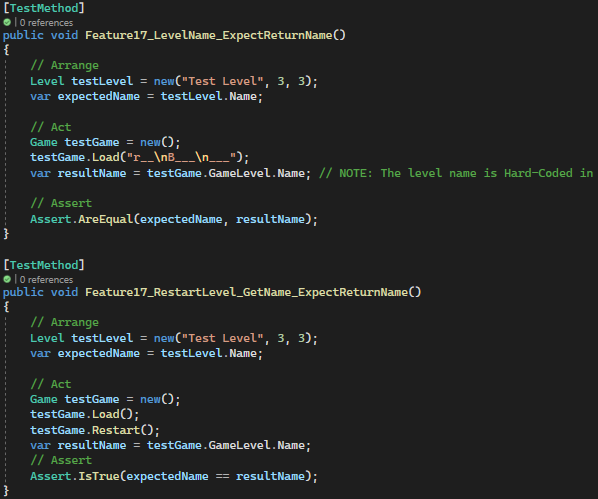 [TestMethod]
| 0 references
public void Feature17_LevelName_ExpectReturnName()
{
// Arrange
Level testLevel = new("Test Level", 3, 3);
var expectedName = testLevel.Name;
// Act
Game testGame = new();
testGame.Load("r__\nB___\n___");
var resultName = testGame.GameLevel.Name; // NOTE: The level name is Hard-Coded in
// Assert
Assert.AreEqual(expectedName, resultName);
}
[TestMethod]
| 0 references
public void Feature17_RestartLevel_GetName_ExpectReturnName()
{
// Arrange
Level testLevel = new("Test Level", 3, 3);
var expectedName = testLevel.Name;
// Act
Game testGame = new();
testGame.Load();
testGame.Restart();
var resultName = testGame.GameLevel.Name;
// Assert
Assert.IsTrue(expectedName == resultName);
}